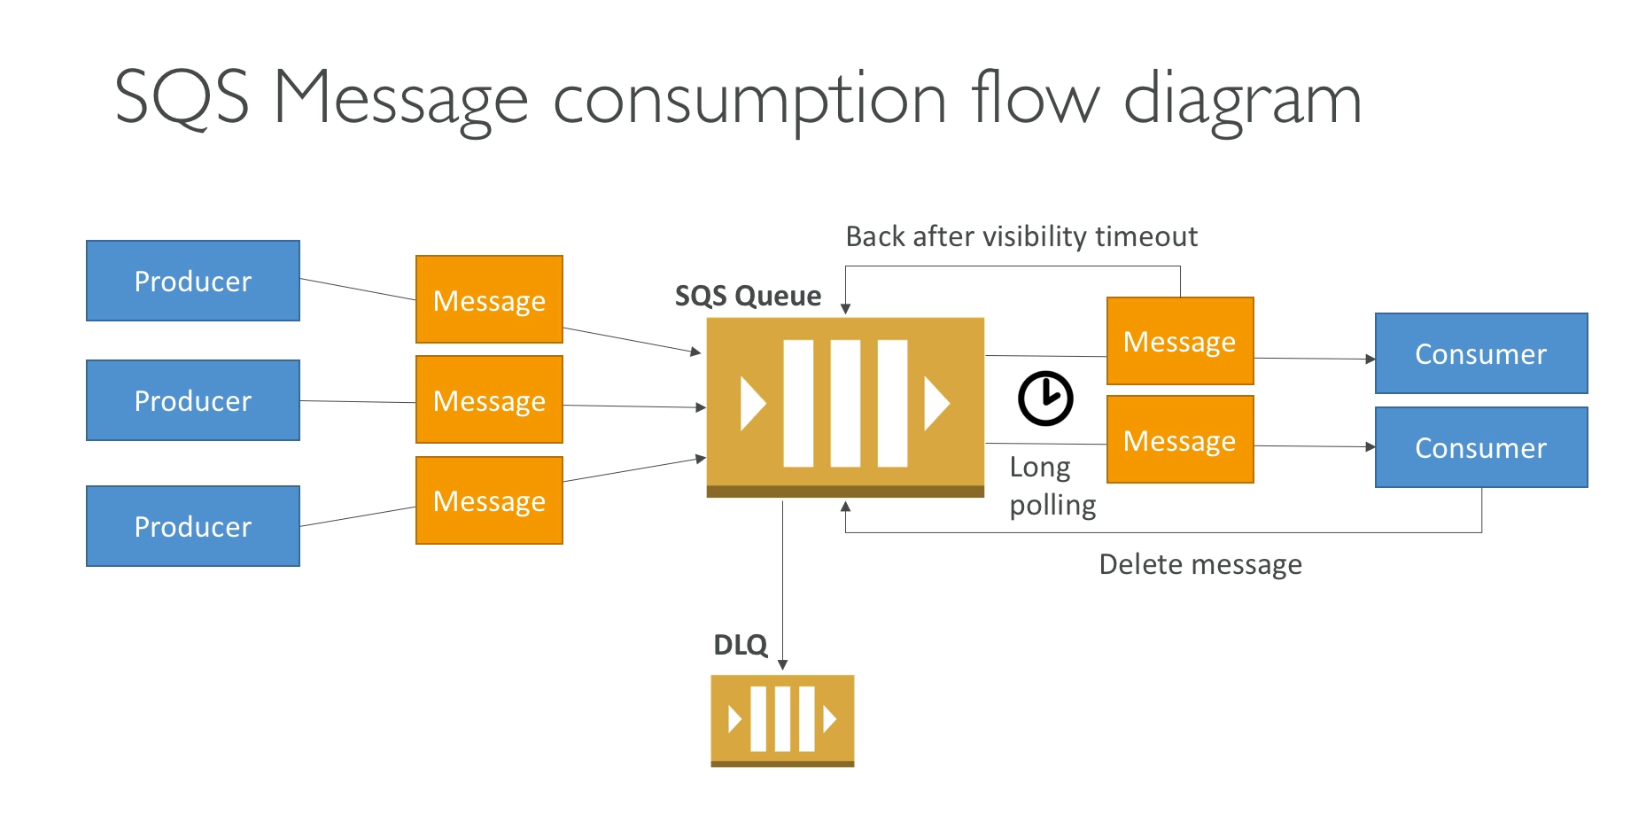 SQS Message consumption flow diagram
Back after visibility timeout
Producer
Message
SQS Queue
Message
Consumer
Producer
Message
Message
Consumer
Long
polling
Producer
Message
Delete message
DLQ